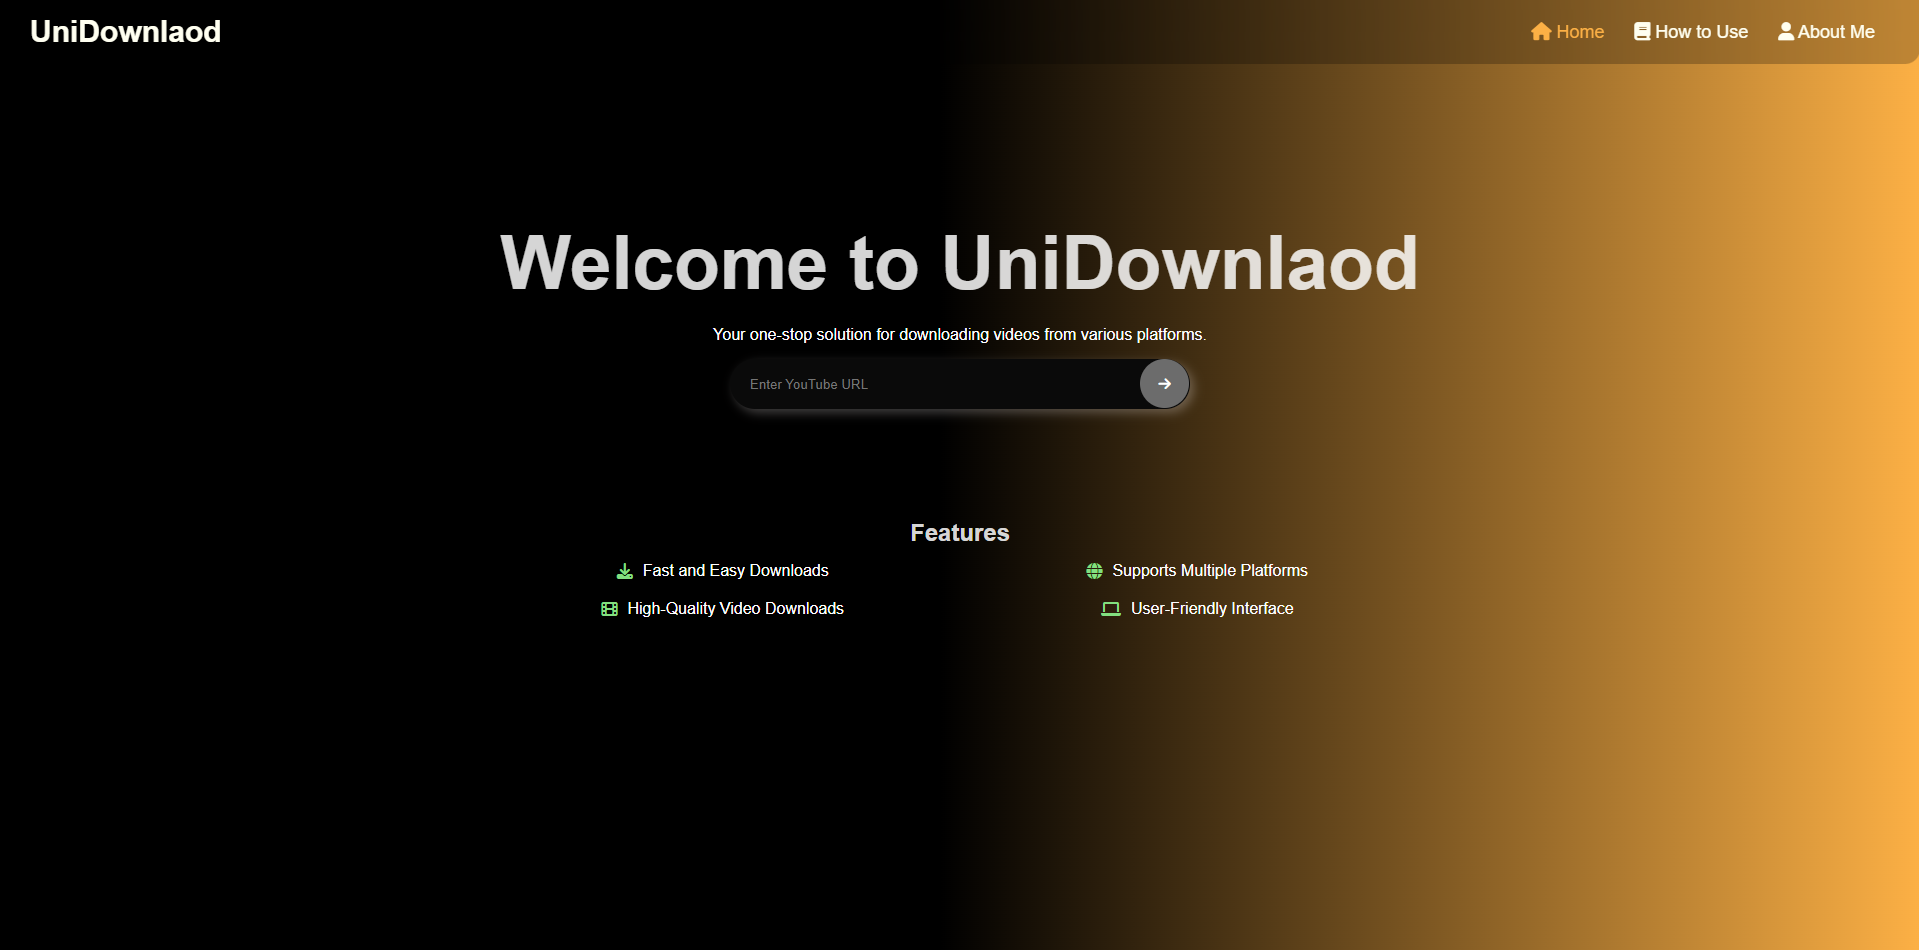 UniDownlaod
Home How to Use About Me
Welcome to UniDownlaod
Your one-stop solution for downloading videos from various platforms.
Enter YouTube URL
Features
Fast and Easy Downloads
Supports Multiple Platforms
High-Quality Video Downloads
User-Friendly Interface